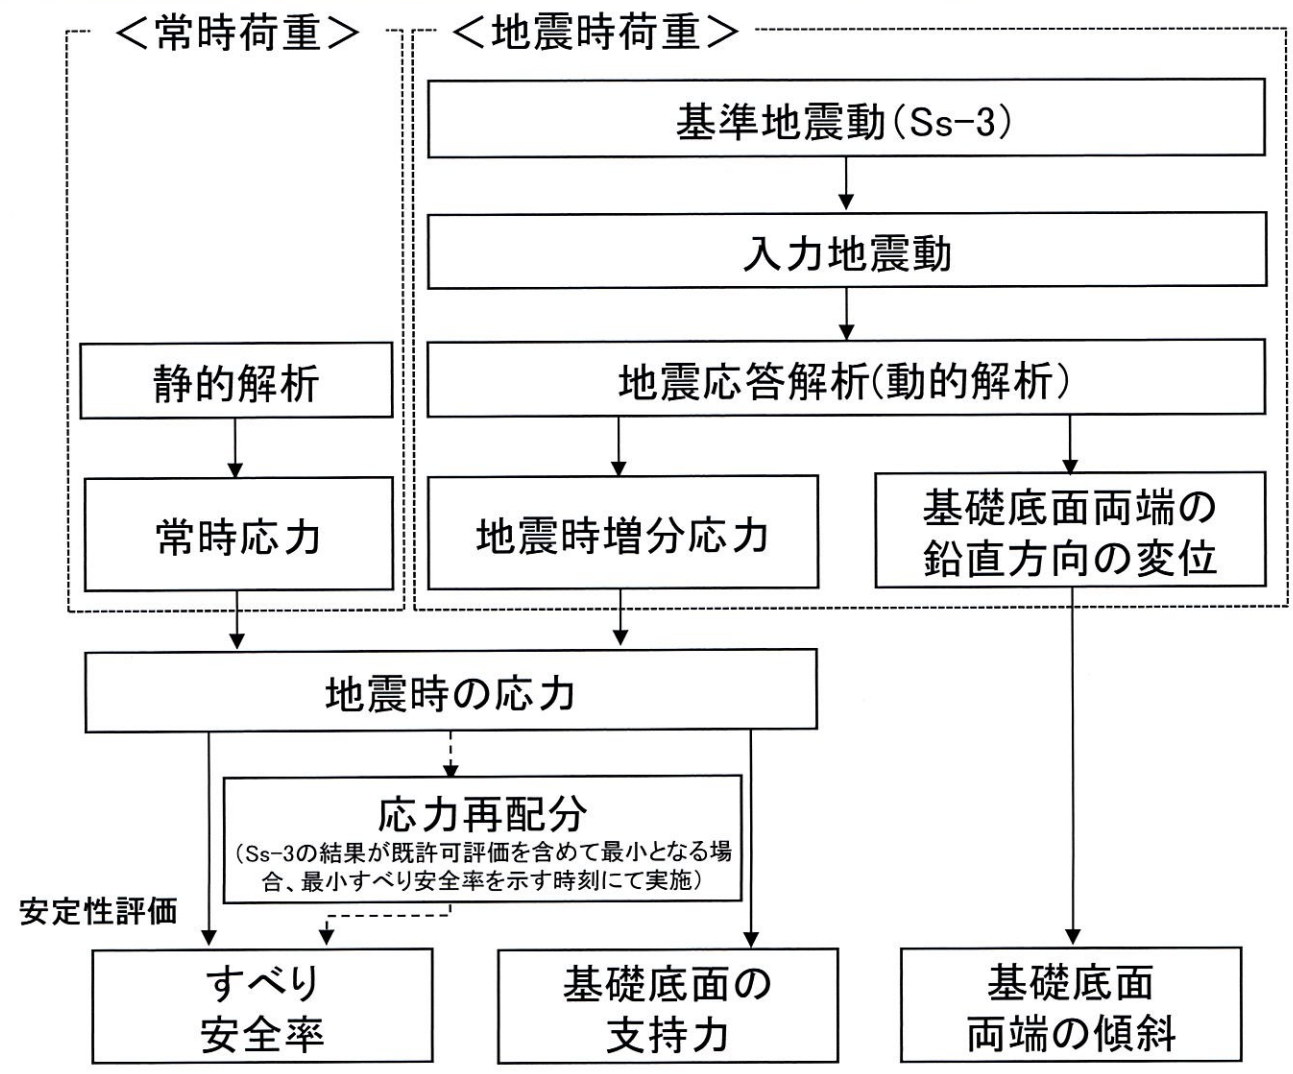 ＜常時荷重＞
＜地震時荷重＞
基準地震動(Ss-3)
入力地震動
静的解析
地震応答解析(動的解析)
常時応力
地震時増分応力
基礎底面両端の
鉛直方向の変位
地震時の応力
応力再配分
(Ss-3の結果が既許可評価を含めて最小となる場
合、最小すべり安全率を示す時刻にて実施)
安定性評価
すべり
安全率
基礎底面の
支持力
基礎底面
両端の傾斜